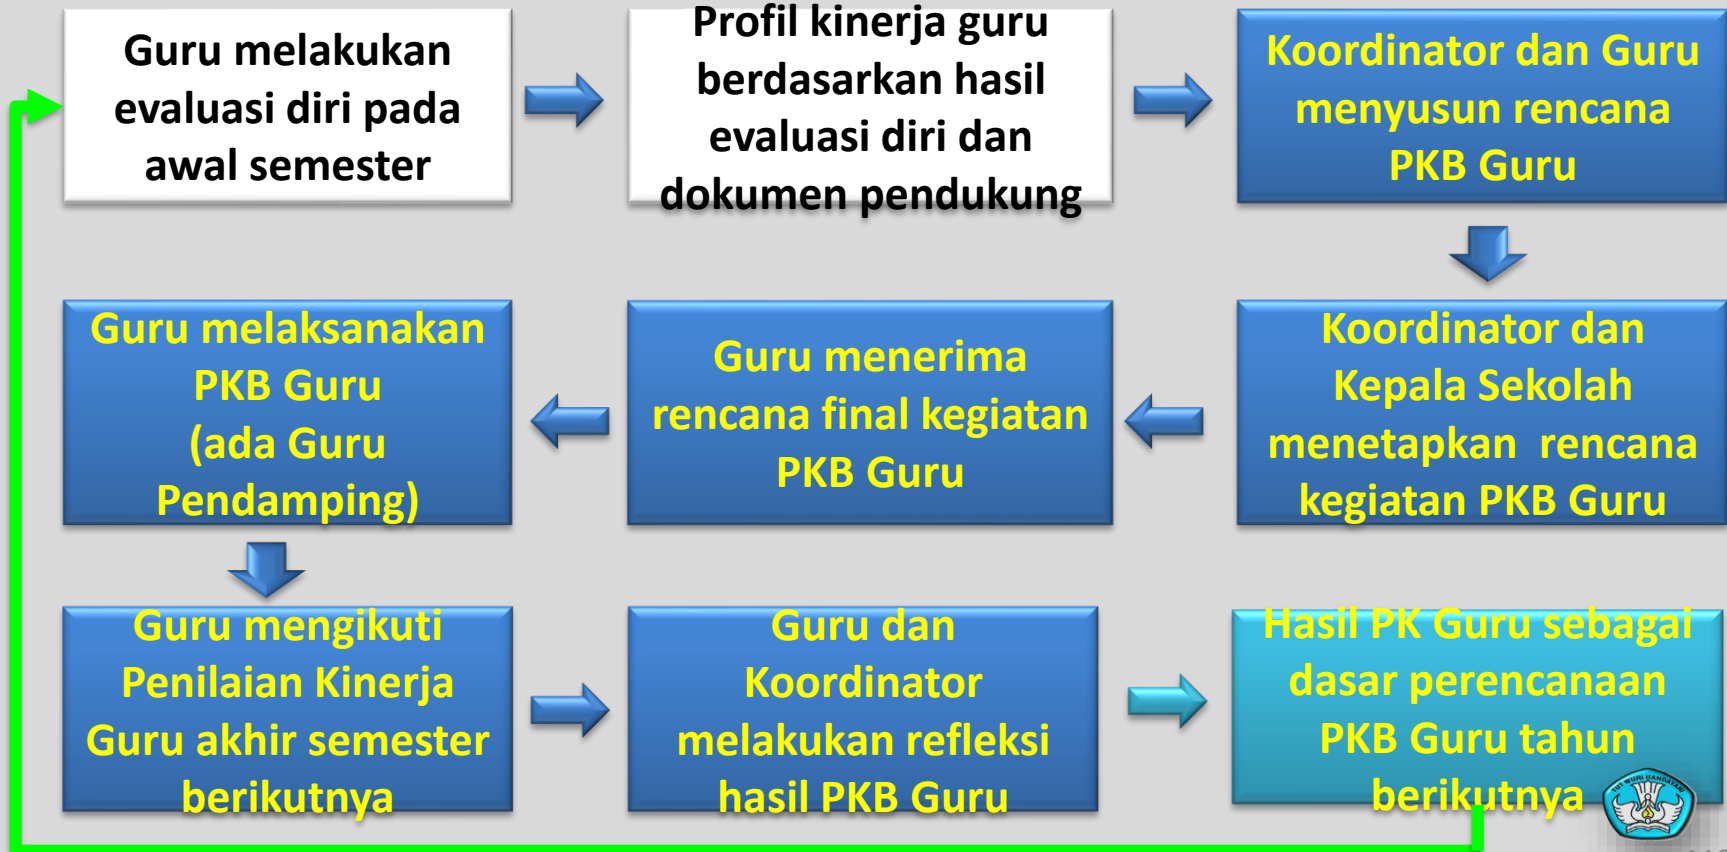 Guru melakukan
evaluasi diri pada
awal semester
Profil kinerja guru
berdasarkan hasil
evaluasi diri dan
dokumen pendukung
Koordinator dan Guru
menyusun rencana
PKB Guru
Koordinator dan
Kepala Sekolah
menetapkan  rencana
kegiatan PKB Guru
Guru menerima
rencana final kegiatan
PKB Guru
Guru melaksanakan
PKB Guru
(ada Guru
Pendamping)
Guru mengikuti
Penilaian Kinerja
Guru akhir semester
berikutnya
Guru dan
Koordinator
melakukan refleksi
hasil PKB Guru
Hasil PK Guru sebagai
dasar perencanaan
PKB Guru tahun
berikutnya
TUT WURI HANDAYANI